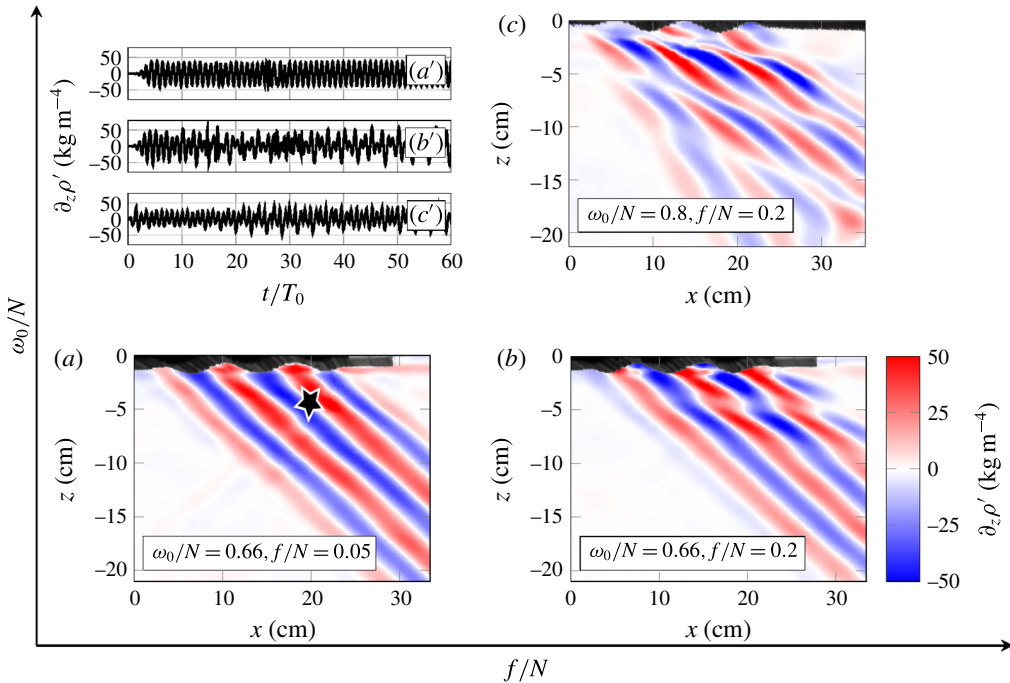 ω₀/N
50
0
−50
(a′)
50
0
−50
(b′)
50
0
−50
(c′)
∂zρ′ (kg m⁻⁴)
0 10 20 30 40 50 60
t/T₀
(c)
0
−5
−10
−15
−20
z (cm)
ω₀/N = 0.8, f/N = 0.2
0 10 20 30
x (cm)
(a)
0
−5
−10
−15
−20
z (cm)
ω₀/N = 0.66, f/N = 0.05
0 10 20 30
x (cm)
(b)
0
−5
−10
−15
−20
z (cm)
ω₀/N = 0.66, f/N = 0.2
0 10 20 30
x (cm)
50
25
0
−25
−50
∂zρ′ (kg m⁻⁴)
f/N